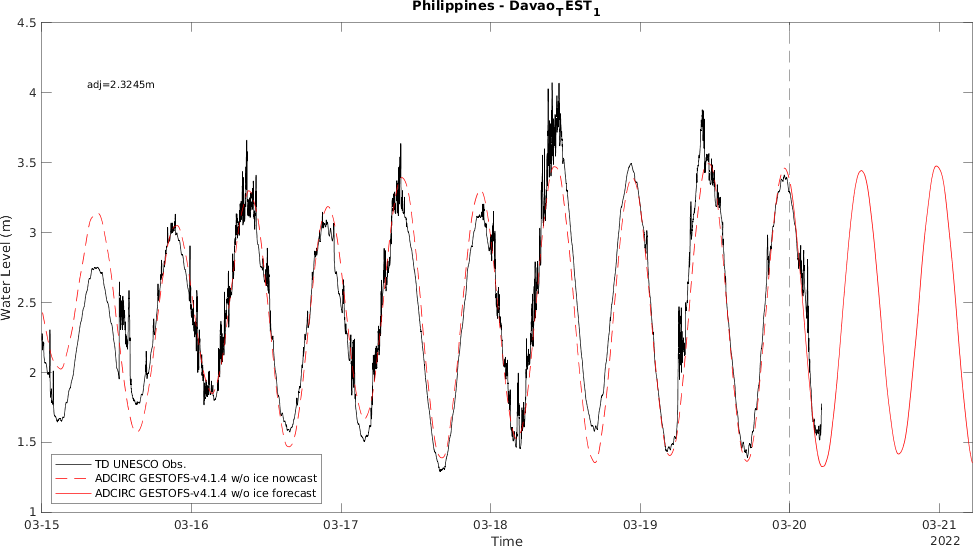 Philippines - Davao_TEST_1
4.5
4
3.5
3
2.5
2
1.5
1
Water Level (m)
adj=2.3245m
TD UNESCO Obs.
ADCIRC GESTOFS-v4.1.4 w/o ice nowcast
ADCIRC GESTOFS-v4.1.4 w/o ice forecast
03-15 03-16 03-17 03-18 03-19 03-20 03-21
Time 2022